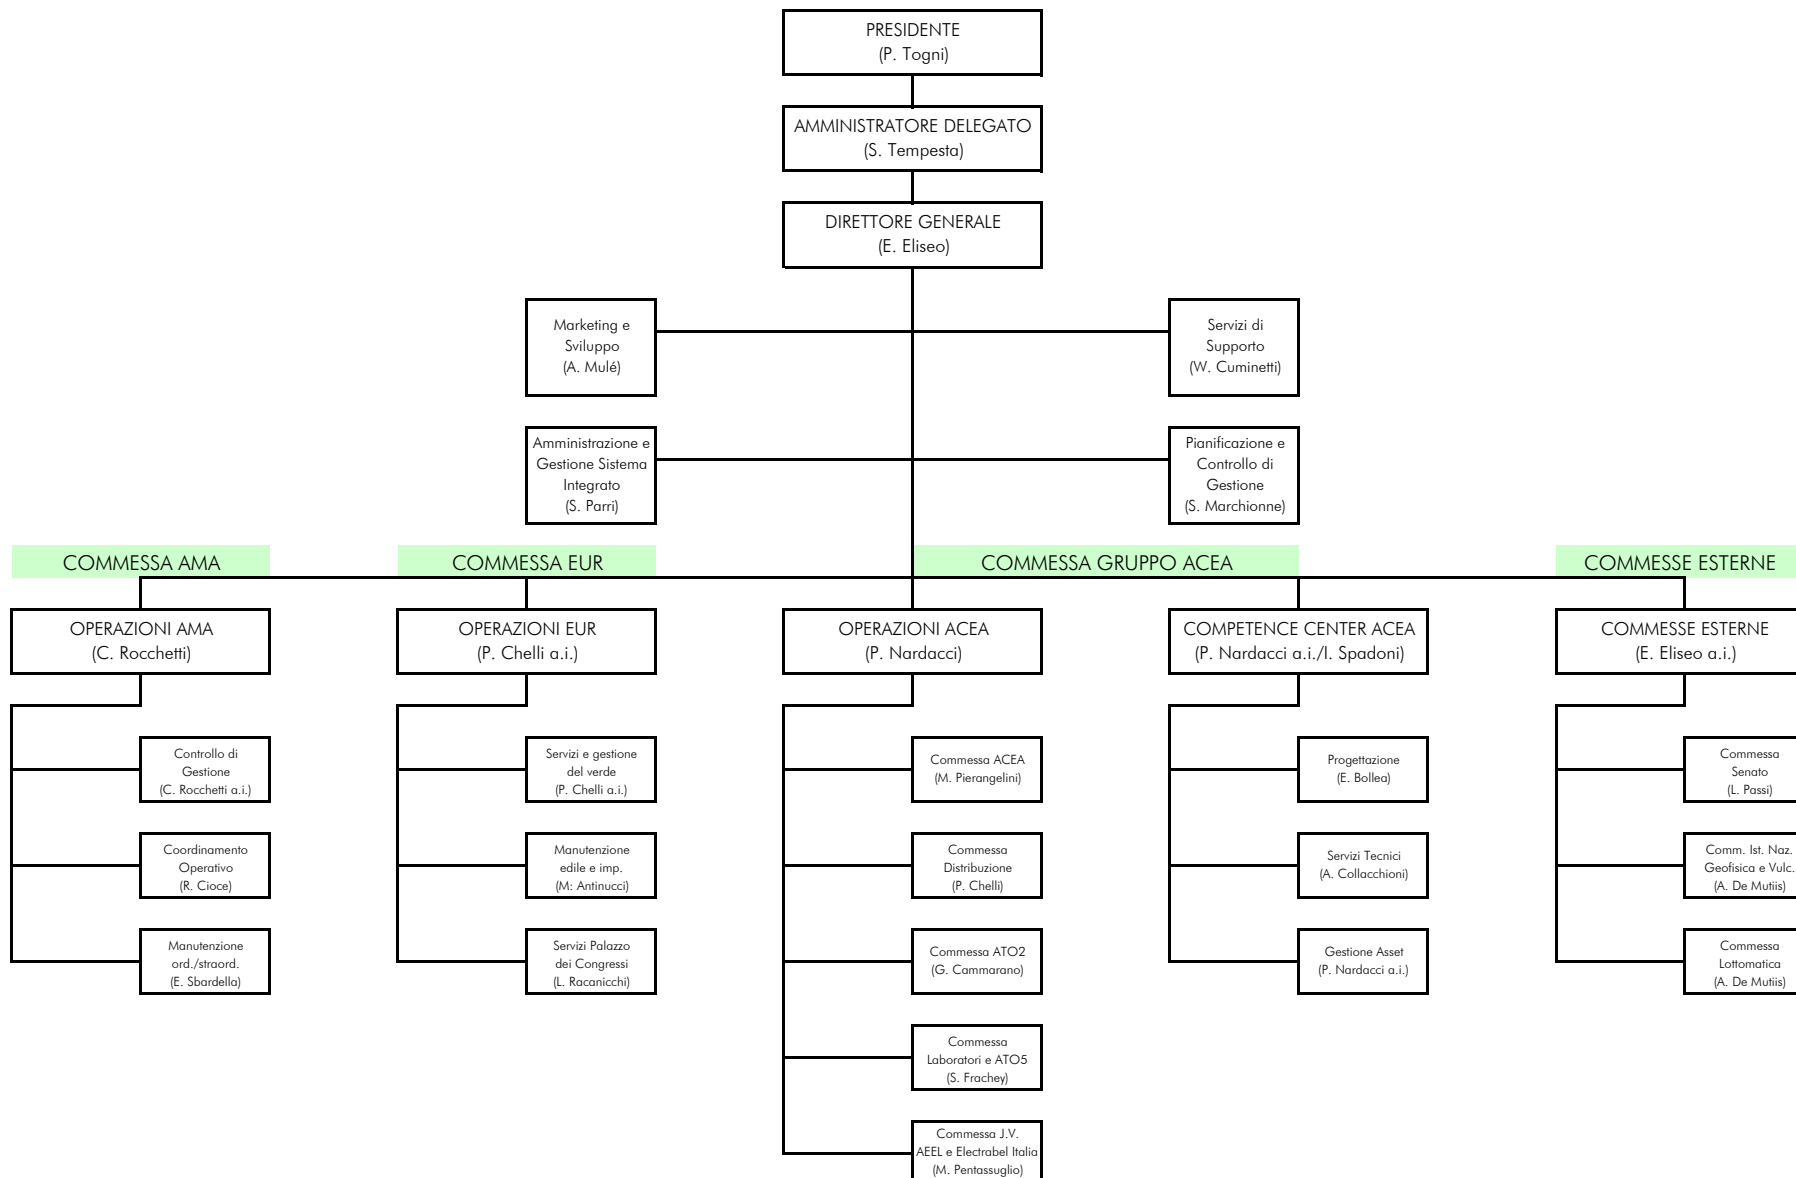 PRESIDENTE
(P. Togni)
AMMINISTRATORE DELEGATO
(S. Tempesta)
DIRETTORE GENERALE
(E. Eliseo)
Marketing e
Sviluppo
(A. Mulé)
Servizi di
Supporto
(W. Cuminetti)
Amministrazione e
Gestione Sistema
Integrato
(S. Parri)
Pianificazione e
Controllo di
Gestione
(S. Marchionne)
COMMESSA AMA
COMMESSA EUR
COMMESSA GRUPPO ACEA
COMMESSE ESTERNE
OPERAZIONI AMA
(C. Rocchetti)
OPERAZIONI EUR
(P. Chelli a.i.)
OPERAZIONI ACEA
(P. Nardacci)
COMPETENCE CENTER ACEA
(P. Nardacci a.i./I. Spadoni)
COMMESSE ESTERNE
(E. Eliseo a.i.)
Controllo di
Gestione
(C. Rocchetti a.i.)
Coordinamento
Operativo
(R. Cioce)
Manutenzione
ord./straord.
(E. Sbardella)
Servizi e gestione
del verde
(P. Chelli a.i.)
Manutenzione
edile e imp.
(M: Antinucci)
Servizi Palazzo
dei Congressi
(L. Racanicchi)
Commessa ACEA
(M. Pierangelini)
Commessa
Distribuzione
(P. Chelli)
Commessa ATO2
(G. Cammarano)
Commessa
Laboratori e ATO5
(S. Frachey)
Commessa J.V.
AEEL e Electrabel Italia
(M. Pentassuglio)
Progettazione
(E. Bollea)
Servizi Tecnici
(A. Collacchioni)
Gestione Asset
(P. Nardacci a.i.)
Commessa
Senato
(L. Passi)
Comm. Ist. Naz.
Geofisica e Vulc.
(A. De Mutiis)
Commessa
Lottomatica
(A. De Mutiis)